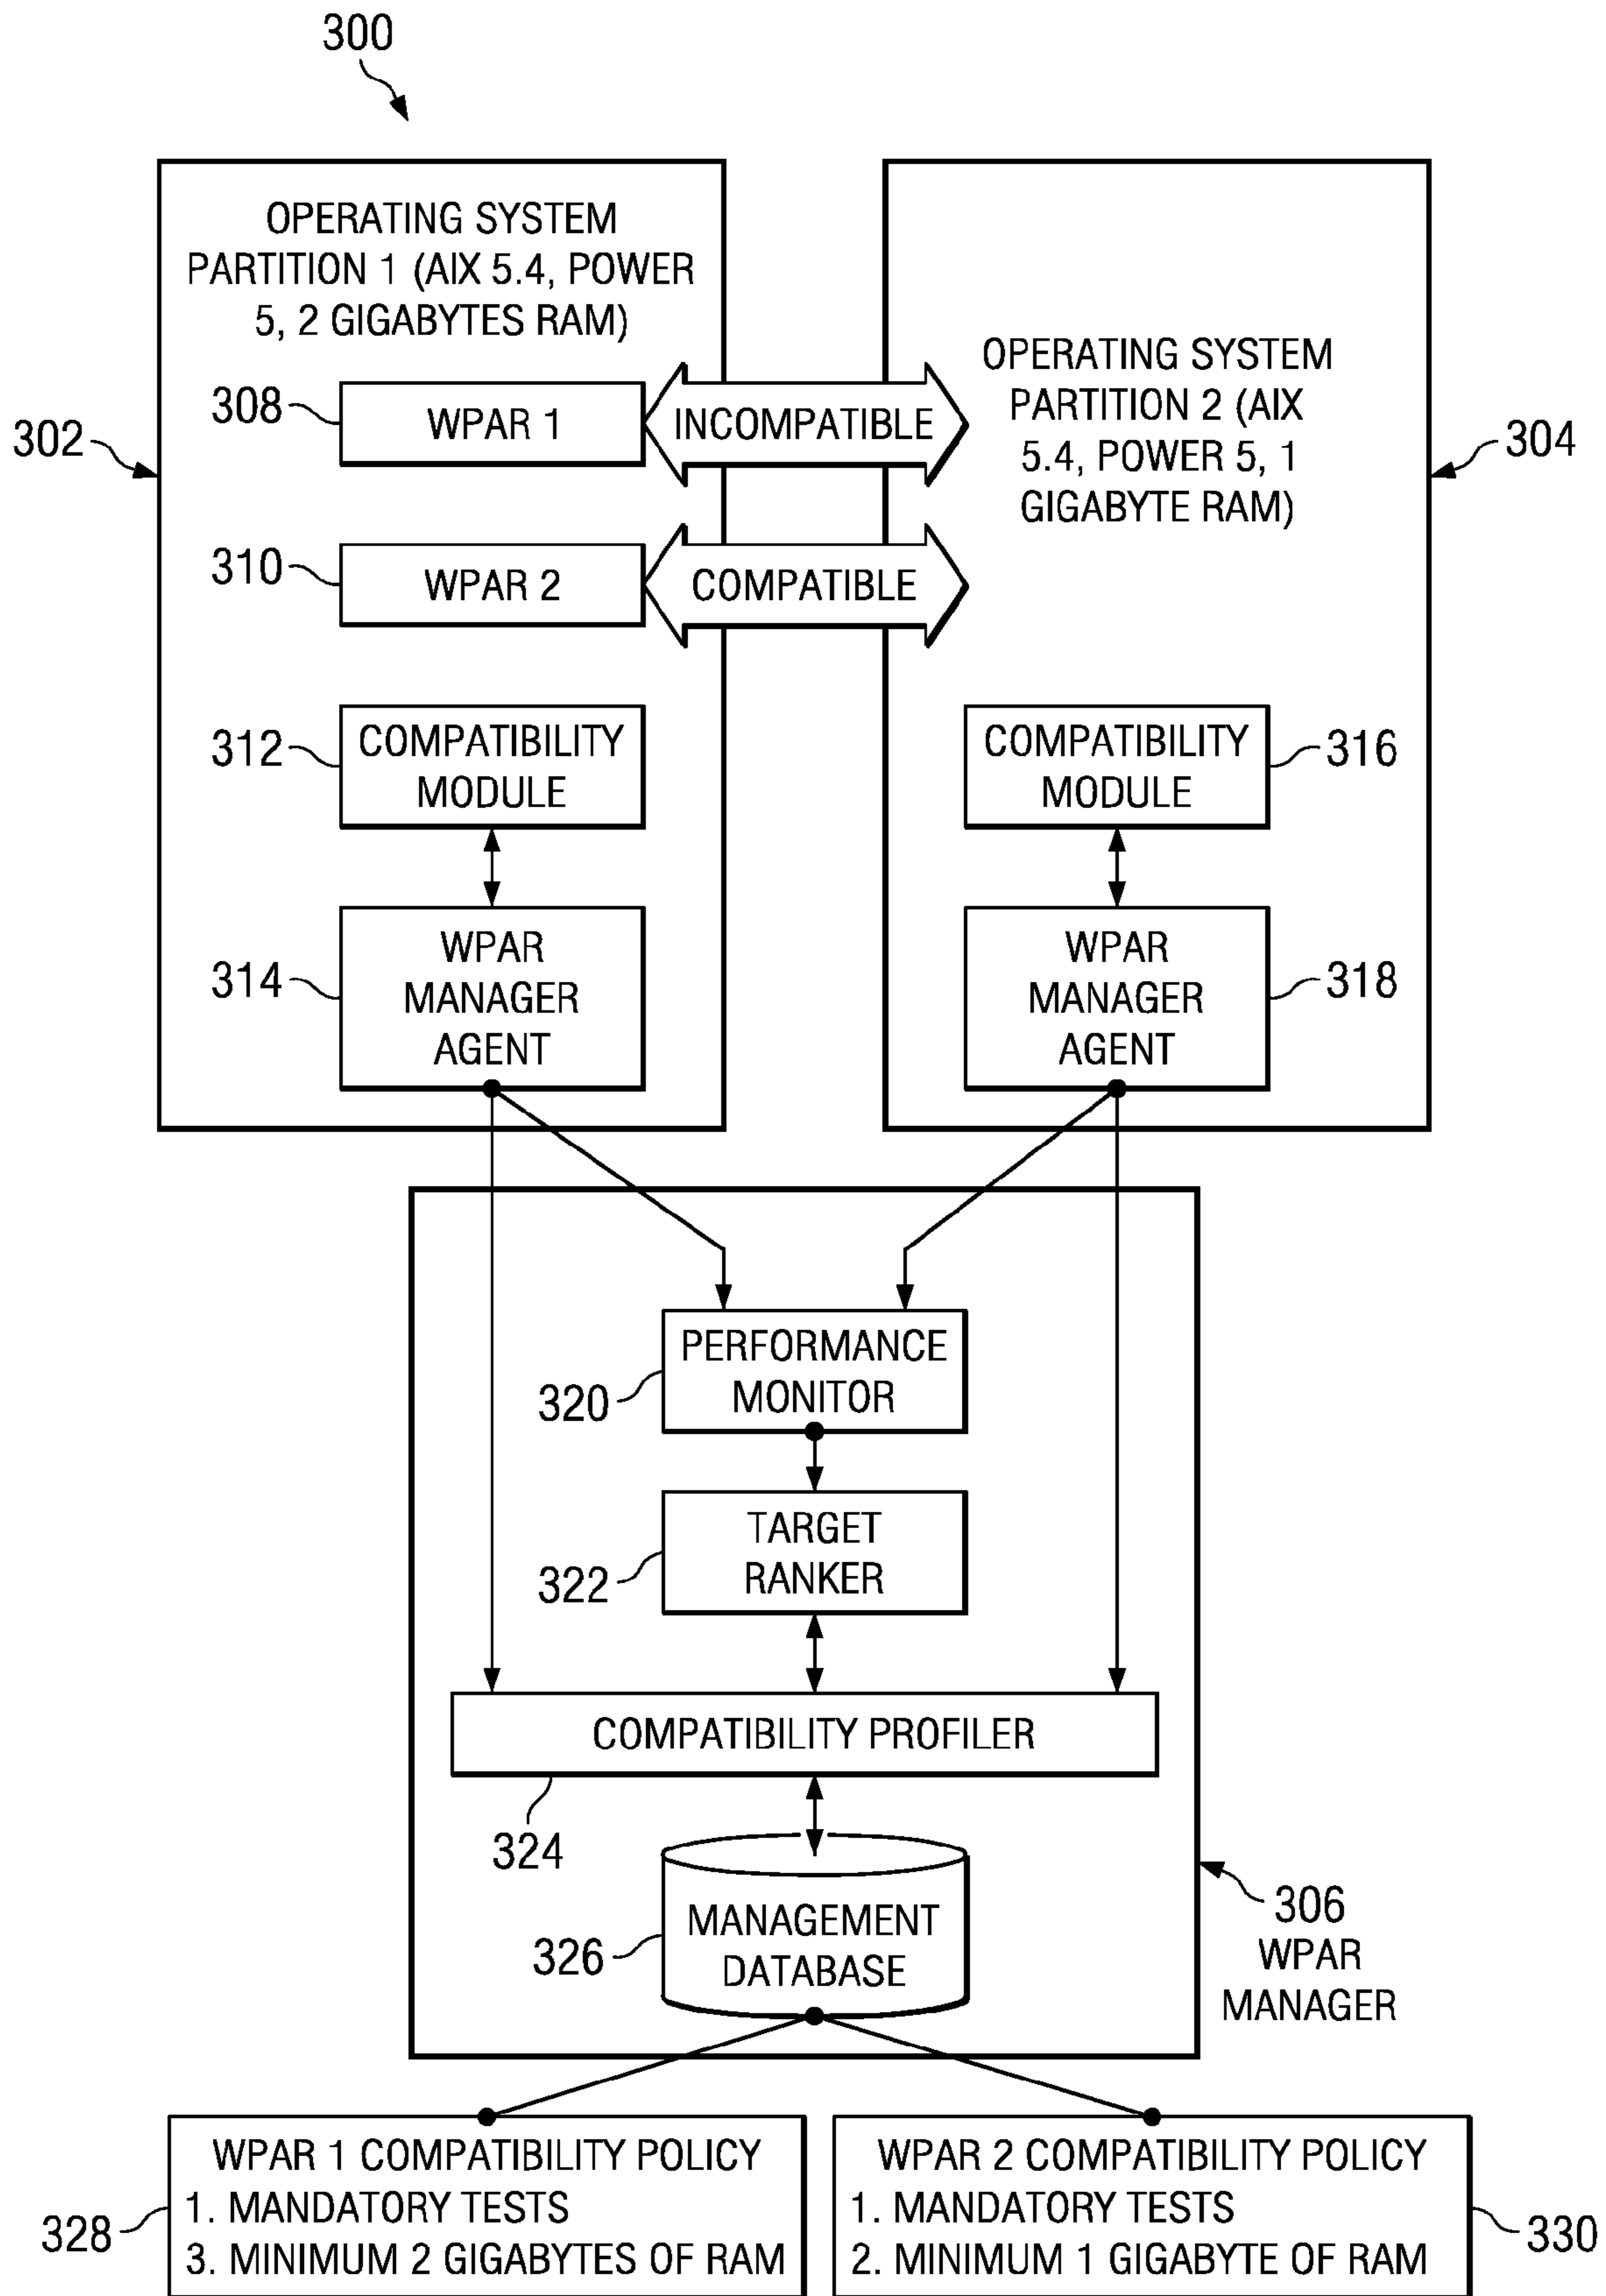 300
OPERATING SYSTEM
PARTITION 1 (AIX 5.4, POWER
5, 2 GIGABYTES RAM)
OPERATING SYSTEM
PARTITION 2 (AIX
5.4, POWER 5, 1
GIGABYTE RAM)
302
304
308
WPAR 1
INCOMPATIBLE
310
WPAR 2
COMPATIBLE
312
COMPATIBILITY
MODULE
COMPATIBILITY
MODULE
316
314
WPAR
MANAGER
AGENT
WPAR
MANAGER
AGENT
318
PERFORMANCE
MONITOR
320
TARGET
RANKER
322
COMPATIBILITY PROFILER
324
MANAGEMENT
DATABASE
326
306
WPAR
MANAGER
WPAR 1 COMPATIBILITY POLICY
1. MANDATORY TESTS
3. MINIMUM 2 GIGABYTES OF RAM
328
WPAR 2 COMPATIBILITY POLICY
1. MANDATORY TESTS
2. MINIMUM 1 GIGABYTE OF RAM
330